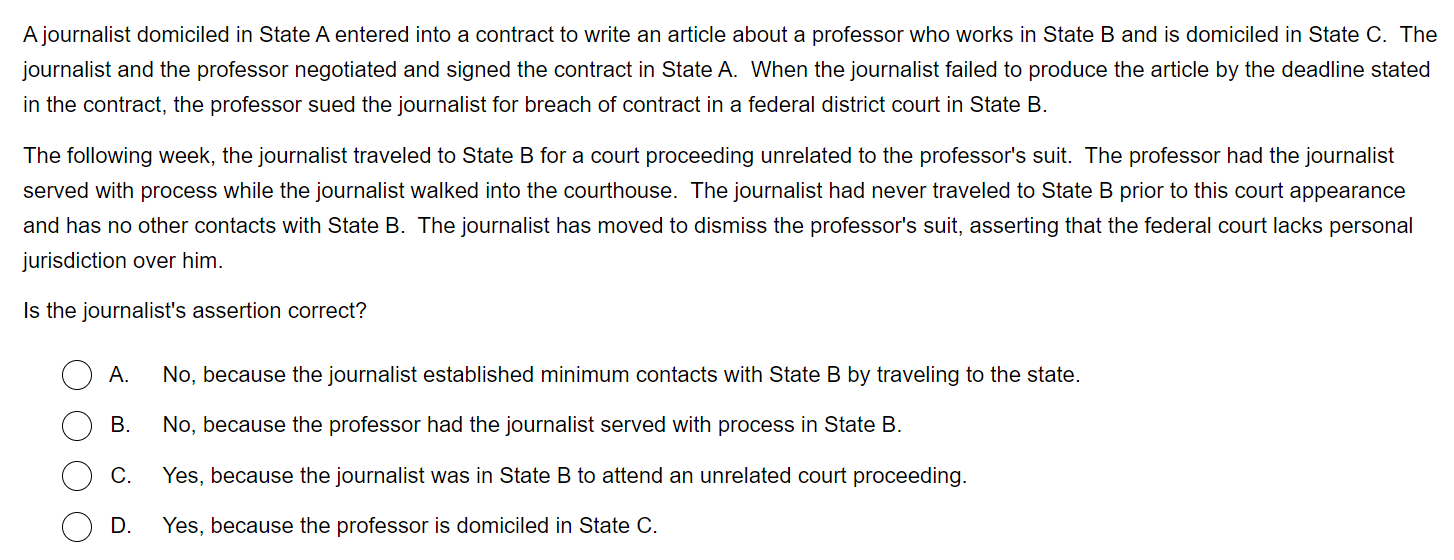 A journalist domiciled in State A entered into a contract to write an article about a professor who works in State B and is domiciled in State C.  The
journalist and the professor negotiated and signed the contract in State A.  When the journalist failed to produce the article by the deadline stated
in the contract, the professor sued the journalist for breach of contract in a federal district court in State B.
The following week, the journalist traveled to State B for a court proceeding unrelated to the professor's suit.  The professor had the journalist
served with process while the journalist walked into the courthouse.  The journalist had never traveled to State B prior to this court appearance
and has no other contacts with State B.  The journalist has moved to dismiss the professor's suit, asserting that the federal court lacks personal
jurisdiction over him.
Is the journalist's assertion correct?
A. No, because the journalist established minimum contacts with State B by traveling to the state.
B. No, because the professor had the journalist served with process in State B.
C. Yes, because the journalist was in State B to attend an unrelated court proceeding.
D. Yes, because the professor is domiciled in State C.